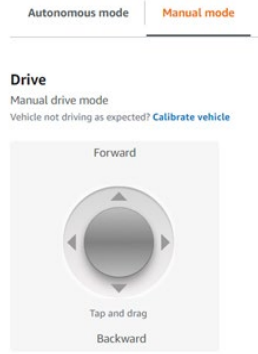 Autonomous mode Manual mode
Drive
Manual drive mode
Vehicle not driving as expected? Calibrate vehicle
Forward
Tap and drag
Backward